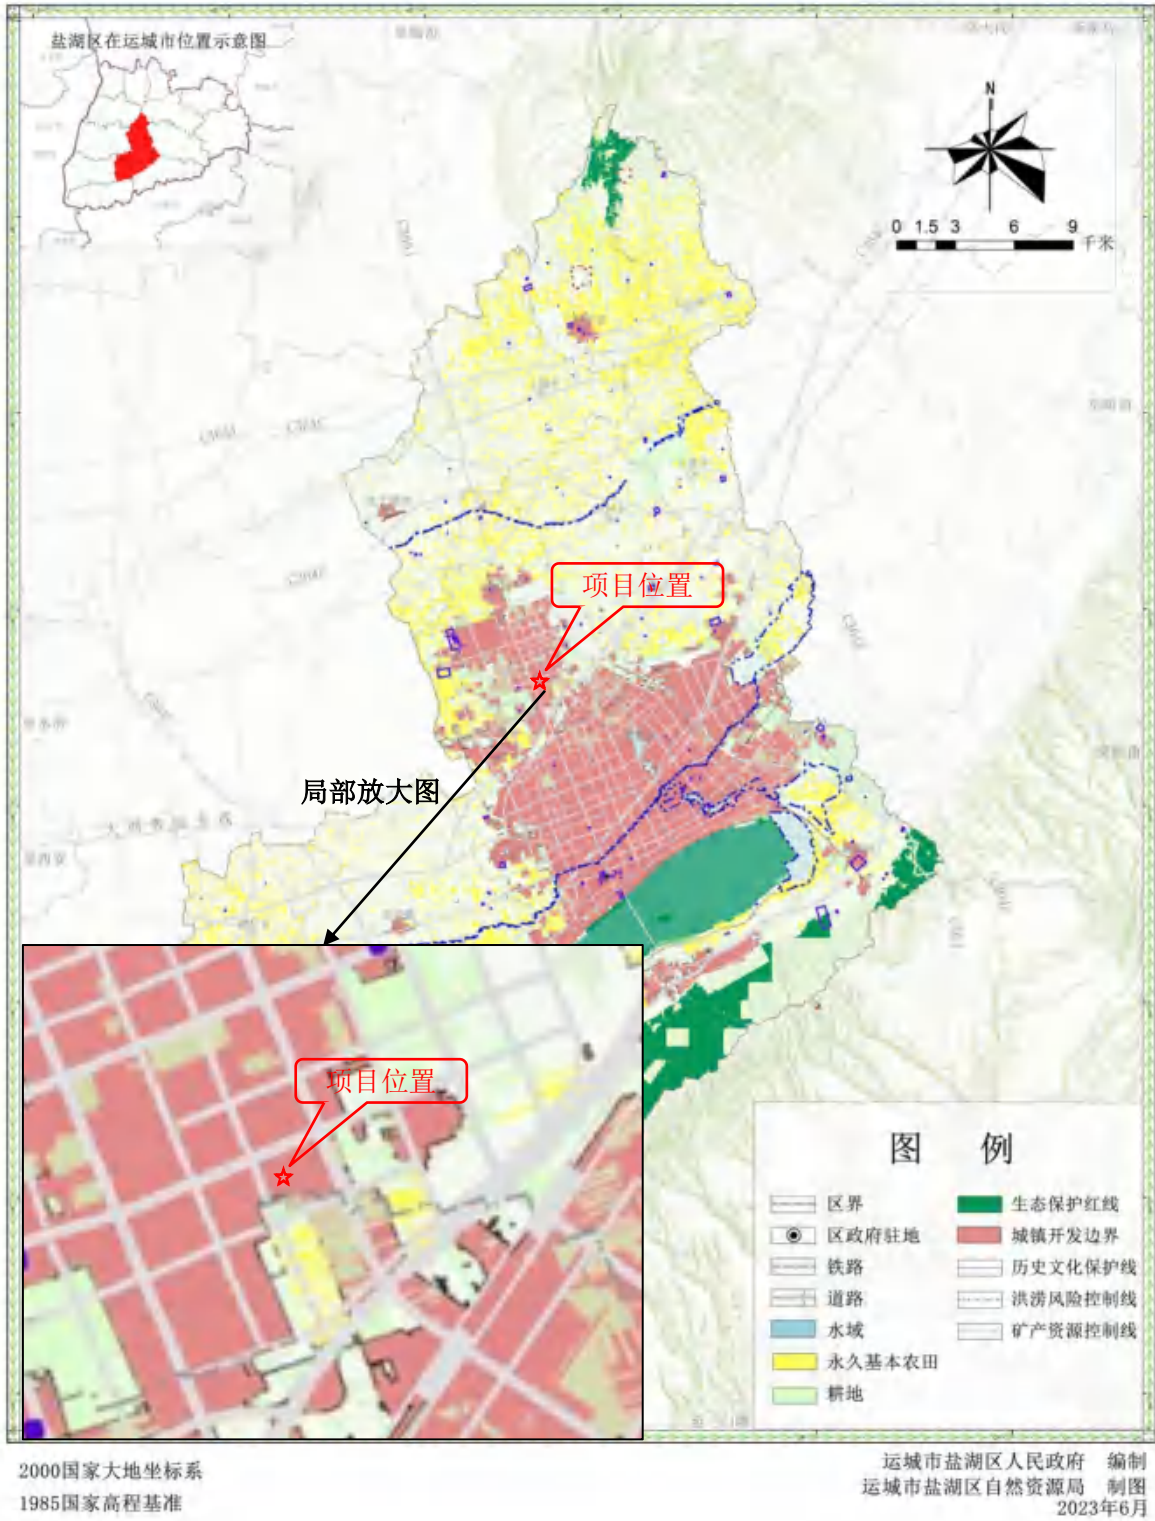 盐湖区在运城市位置示意图
N
0 1.5 3 6 9
千米
项目位置
局部放大图
项目位置
图 例
区界
区政府驻地
铁路
道路
水域
永久基本农田
耕地
生态保护红线
城镇开发边界
历史文化保护线
洪涝风险控制线
矿产资源控制线
2000国家大地坐标系
1985国家高程基准
运城市盐湖区人民政府 编制
运城市盐湖区自然资源局 制图
2023年6月